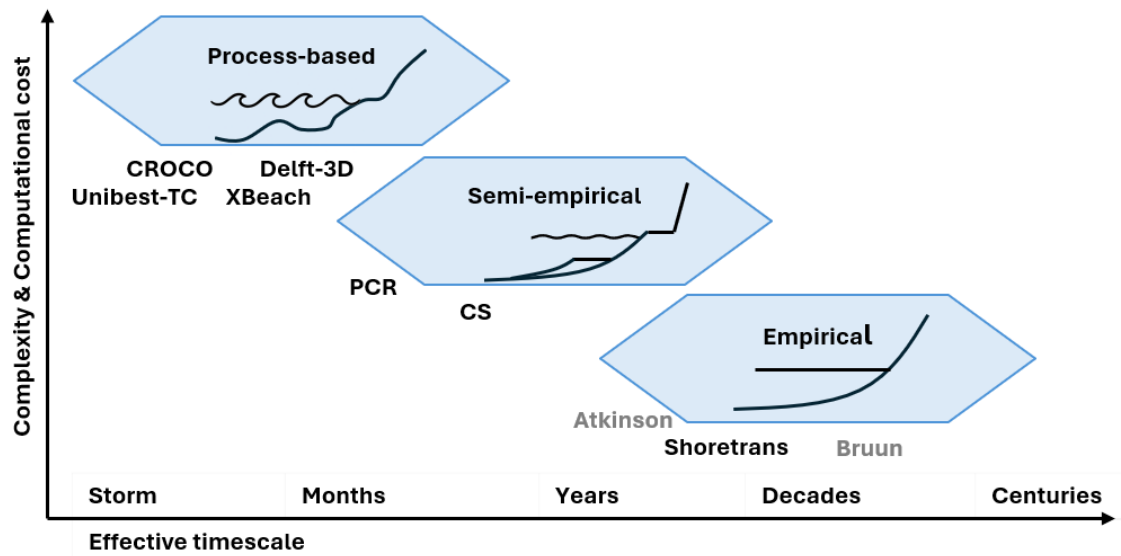 Complexity & Computational cost
Process-based
CROCO Delft-3D
Unibest-TC XBeach
Semi-empirical
PCR
CS
Empirical
Atkinson
Shoretrans Bruun
Storm Months Years Decades Centuries
Effective timescale